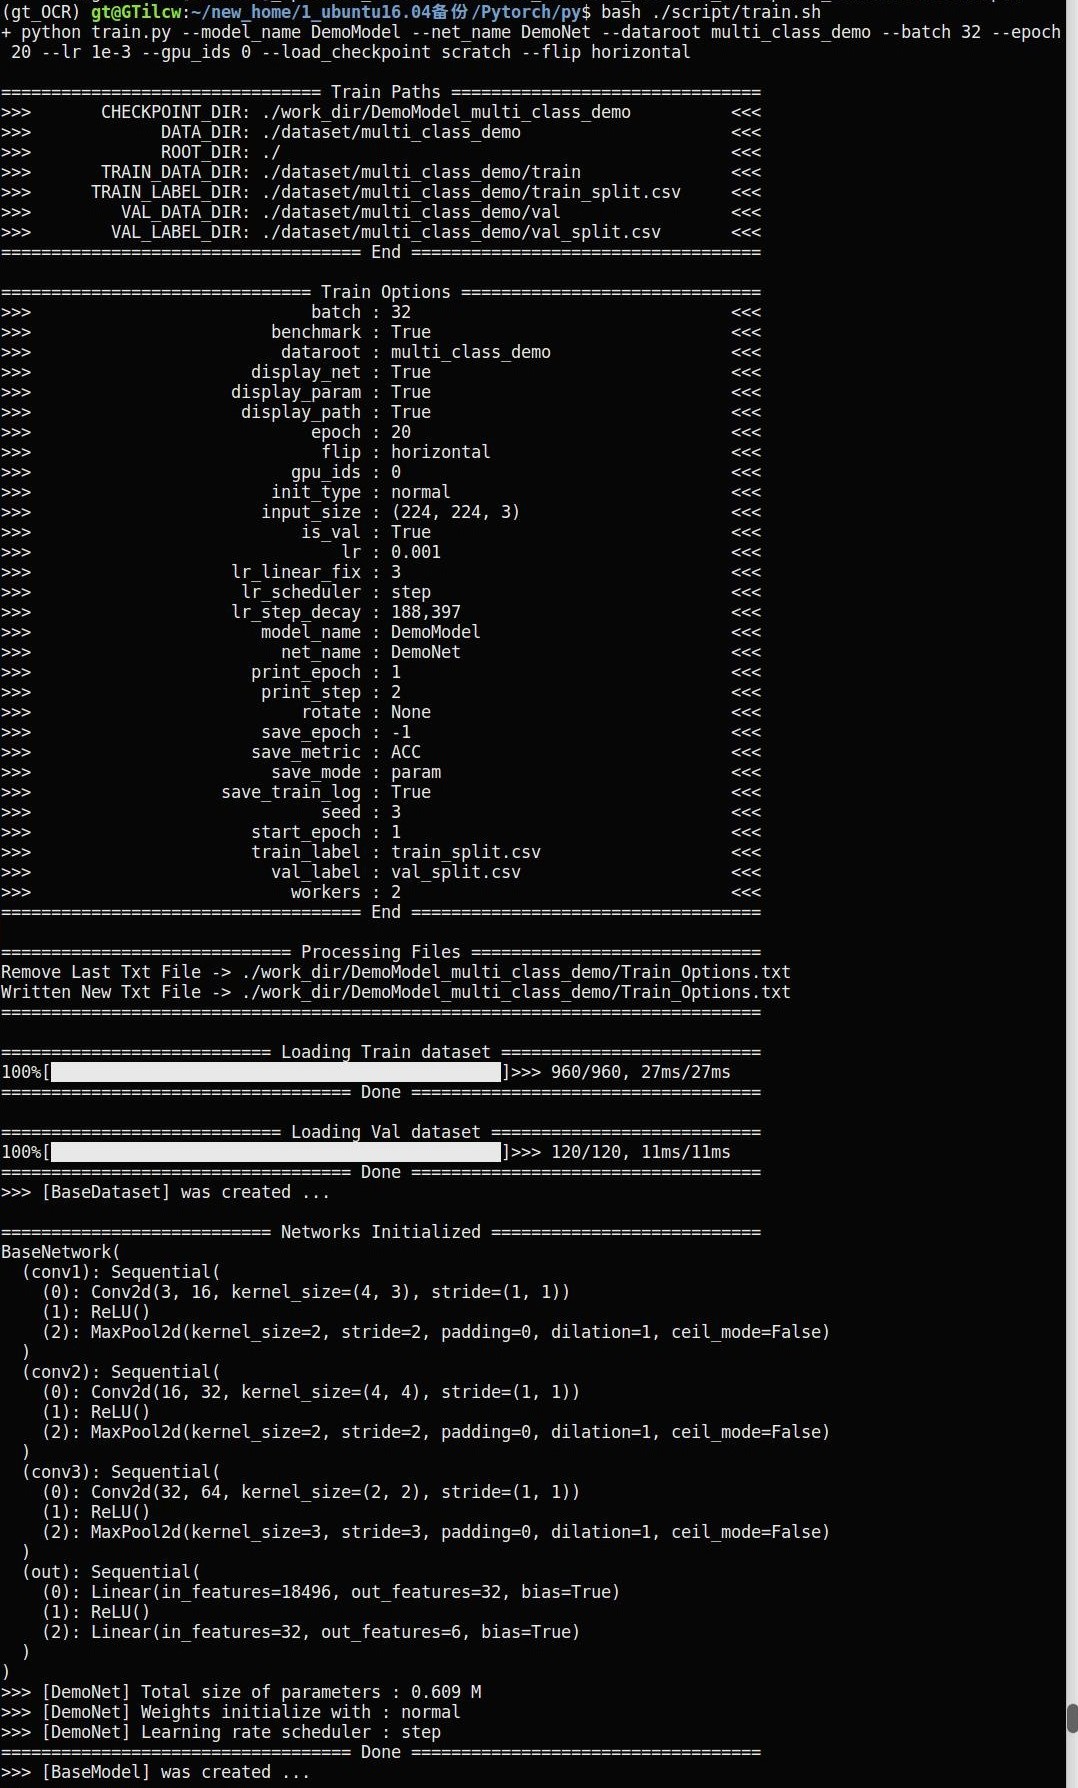 (gt_OCR) gt@GTilcw:~/new_home/1_ubuntu16.04备份/Pytorch/py$ bash ./script/train.sh
+ python train.py --model_name DemoModel --net_name DemoNet --dataroot multi_class_demo --batch 32 --epoch
 20 --lr 1e-3 --gpu_ids 0 --load_checkpoint scratch --flip horizontal
================================ Train Paths ===============================
>>>       CHECKPOINT_DIR: ./work_dir/DemoModel_multi_class_demo          <<<
>>>             DATA_DIR: ./dataset/multi_class_demo                     <<<
>>>             ROOT_DIR: ./                                             <<<
>>>       TRAIN_DATA_DIR: ./dataset/multi_class_demo/train               <<<
>>>      TRAIN_LABEL_DIR: ./dataset/multi_class_demo/train_split.csv     <<<
>>>         VAL_DATA_DIR: ./dataset/multi_class_demo/val                 <<<
>>>        VAL_LABEL_DIR: ./dataset/multi_class_demo/val_split.csv       <<<
==================================== End ===================================
=============================== Train Options ==============================
>>>                            batch : 32                                <<<
>>>                        benchmark : True                              <<<
>>>                         dataroot : multi_class_demo                  <<<
>>>                      display_net : True                              <<<
>>>                    display_param : True                              <<<
>>>                     display_path : True                              <<<
>>>                            epoch : 20                                <<<
>>>                             flip : horizontal                        <<<
>>>                          gpu_ids : 0                                 <<<
>>>                        init_type : normal                            <<<
>>>                       input_size : (224, 224, 3)                     <<<
>>>                           is_val : True                              <<<
>>>                               lr : 0.001                             <<<
>>>                    lr_linear_fix : 3                                 <<<
>>>                     lr_scheduler : step                              <<<
>>>                    lr_step_decay : 188,397                           <<<
>>>                       model_name : DemoModel                         <<<
>>>                         net_name : DemoNet                           <<<
>>>                      print_epoch : 1                                 <<<
>>>                       print_step : 2                                 <<<
>>>                           rotate : None                              <<<
>>>                       save_epoch : -1                                <<<
>>>                      save_metric : ACC                               <<<
>>>                        save_mode : param                             <<<
>>>                   save_train_log : True                              <<<
>>>                             seed : 3                                 <<<
>>>                      start_epoch : 1                                 <<<
>>>                      train_label : train_split.csv                   <<<
>>>                        val_label : val_split.csv                     <<<
>>>                          workers : 2                                 <<<
==================================== End ===================================
============================= Processing Files =============================
Remove Last Txt File -> ./work_dir/DemoModel_multi_class_demo/Train_Options.txt
Written New Txt File -> ./work_dir/DemoModel_multi_class_demo/Train_Options.txt
============================================================================
=========================== Loading Train dataset ==========================
100%[                                             ]>>> 960/960, 27ms/27ms
=================================== Done ===================================
============================ Loading Val dataset ===========================
100%[                                             ]>>> 120/120, 11ms/11ms
=================================== Done ===================================
>>> [BaseDataset] was created ...
=========================== Networks Initialized ===========================
BaseNetwork(
  (conv1): Sequential(
    (0): Conv2d(3, 16, kernel_size=(4, 3), stride=(1, 1))
    (1): ReLU()
    (2): MaxPool2d(kernel_size=2, stride=2, padding=0, dilation=1, ceil_mode=False)
  )
  (conv2): Sequential(
    (0): Conv2d(16, 32, kernel_size=(4, 4), stride=(1, 1))
    (1): ReLU()
    (2): MaxPool2d(kernel_size=2, stride=2, padding=0, dilation=1, ceil_mode=False)
  )
  (conv3): Sequential(
    (0): Conv2d(32, 64, kernel_size=(2, 2), stride=(1, 1))
    (1): ReLU()
    (2): MaxPool2d(kernel_size=3, stride=3, padding=0, dilation=1, ceil_mode=False)
  )
  (out): Sequential(
    (0): Linear(in_features=18496, out_features=32, bias=True)
    (1): ReLU()
    (2): Linear(in_features=32, out_features=6, bias=True)
  )
)
>>> [DemoNet] Total size of parameters : 0.609 M
>>> [DemoNet] Weights initialize with : normal
>>> [DemoNet] Learning rate scheduler : step
=================================== Done ===================================
>>> [BaseModel] was created ...